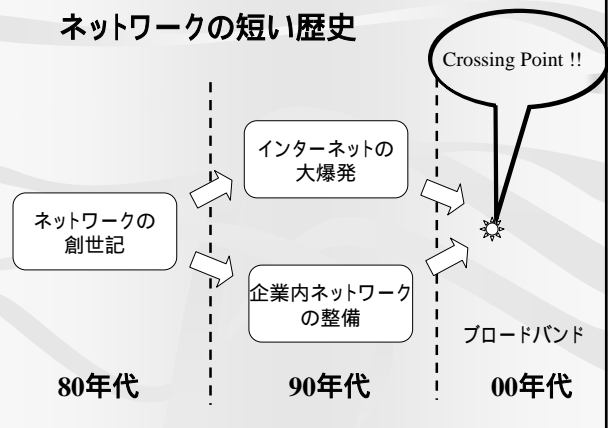 ネットワークの短い歴史
Crossing Point !!
インターネットの
大爆発
ネットワークの
創世記
企業内ネットワーク
の整備
ブロードバンド
80年代
90年代
00年代